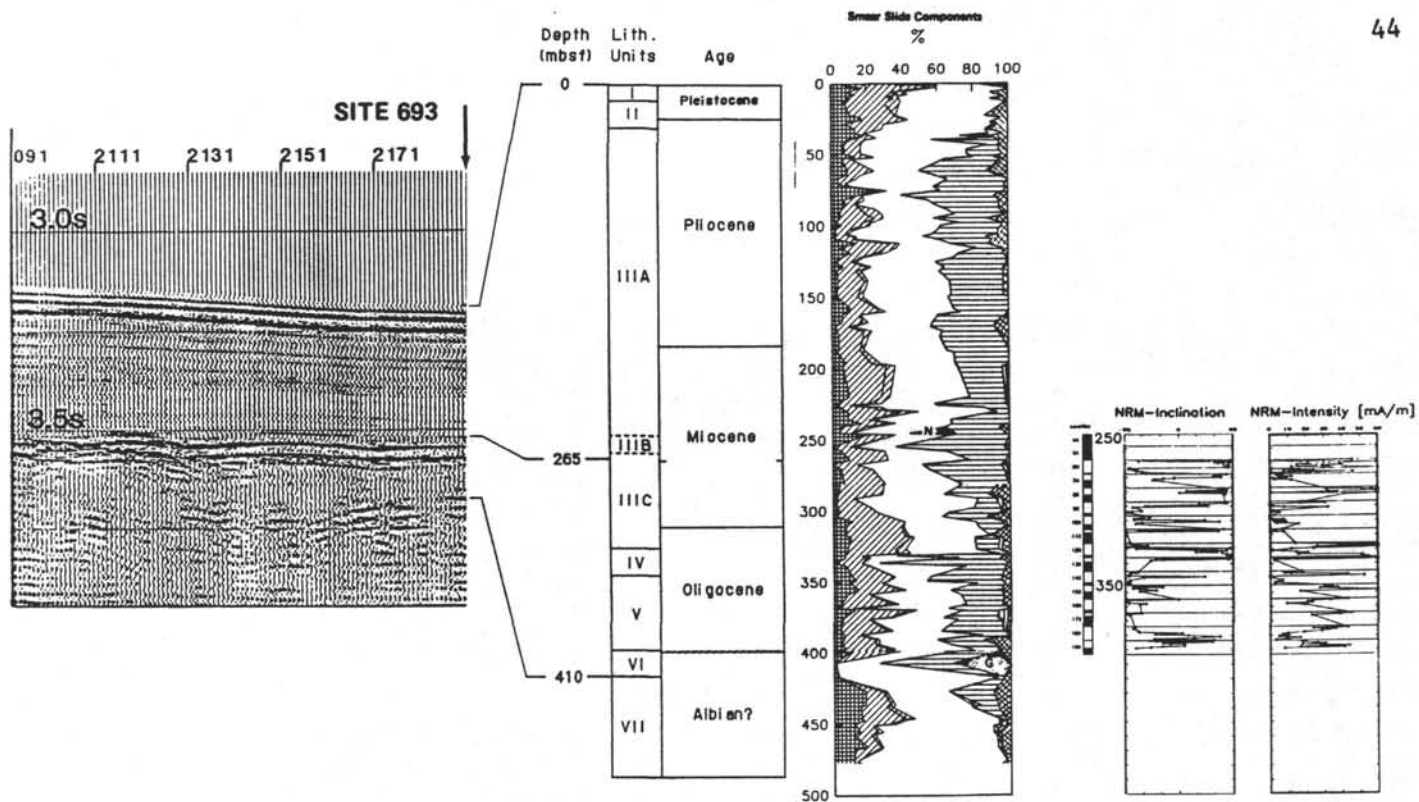 44
Smear Slide Components
%
Depth (mbsf)
Lith. Units
Age
0 20 40 60 80 100
SITE 693
091 2111 2131 2151 2171
3.0s
3.5s
0
265
410
I
II
IIIA
IIIB
IIIC
IV
V
VI
VII
Pleistocene
Pliocene
Miocene
Oligocene
Albian?
0
50
100
150
200
250
300
350
400
450
500
N
G
NRM-Inclination
NRM-Intensity [mA/m]
250
350